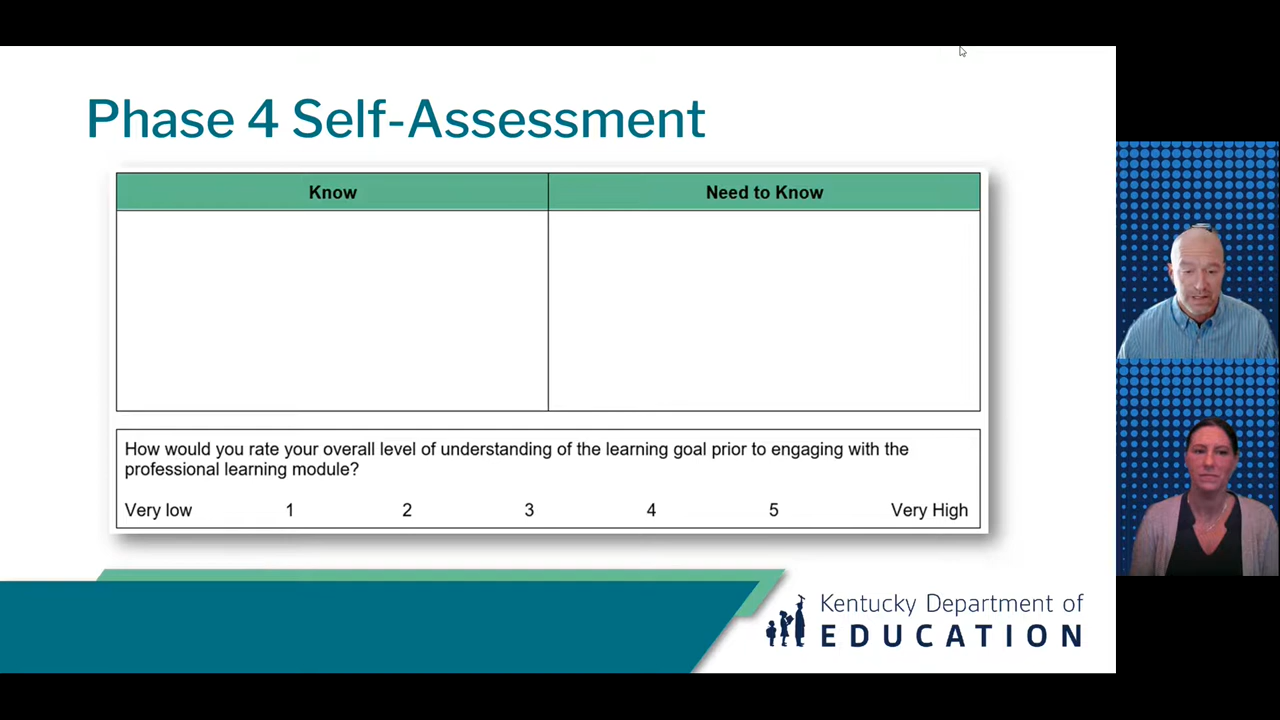 Phase 4 Self-Assessment
Know
Need to Know
How would you rate your overall level of understanding of the learning goal prior to engaging with the
professional learning module?
Very low 1 2 3 4 5 Very High
Kentucky Department of
EDUCATION